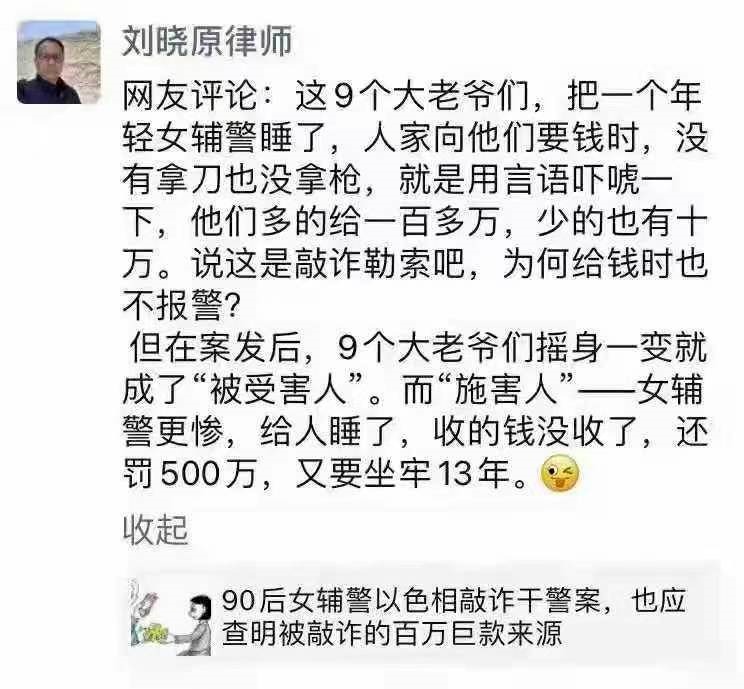 刘晓原律师
网友评论：这9个大老爷们，把一个年
轻女辅警睡了，人家向他们要钱时，没
有拿刀也没拿枪，就是用言语吓唬一
下，他们多的给一百多万，少的也有十
万。说这是敲诈勒索吧，为何给钱时也
不报警？
但在案发后，9个大老爷们摇身一变就
成了“被受害人”。而“施害人”——女辅
警更惨，给人睡了，收的钱没收了，还
罚500万，又要坐牢13年。😜
收起
90后女辅警以色相敲诈干警案，也应
查明被敲诈的百万巨款来源